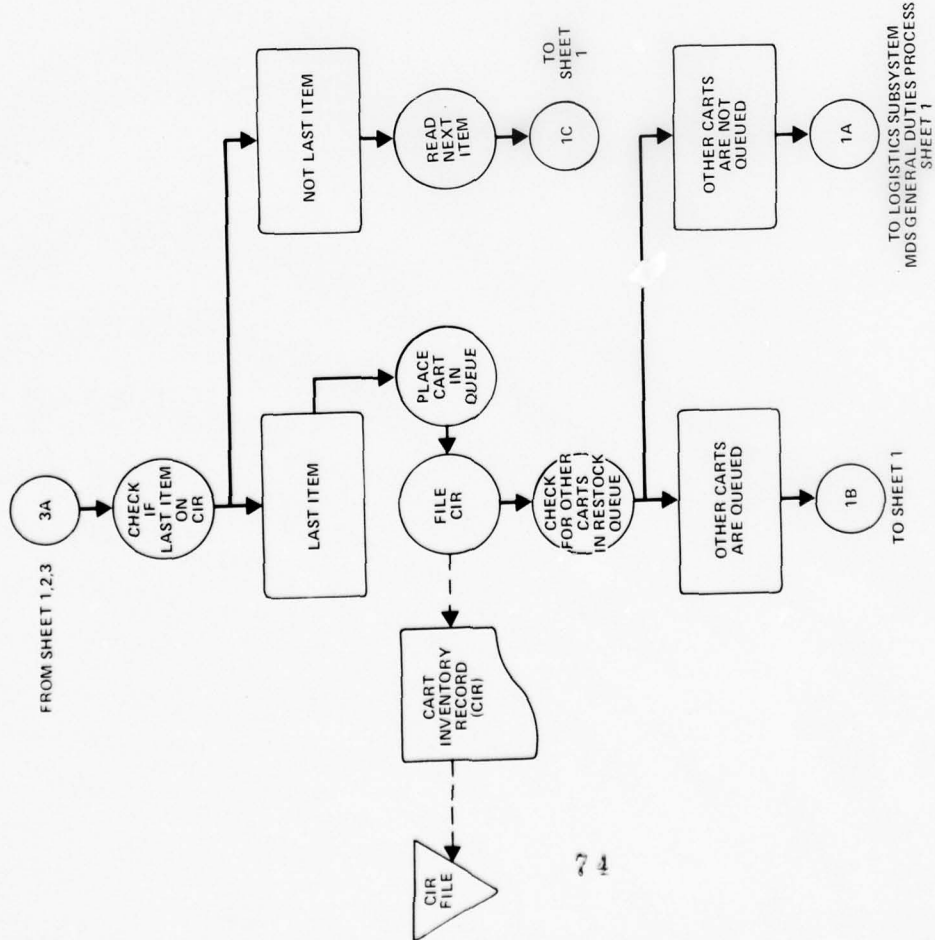 FROM SHEET 1,2,3
3A
CHECK
IF
LAST ITEM
ON
CIR
LAST ITEM
NOT LAST ITEM
PLACE
CART
IN
QUEUE
READ
NEXT
ITEM
CIR
FILE
CART
INVENTORY
RECORD
(CIR)
FILE
CIR
1C
TO
SHEET
1
CHECK
FOR OTHER
CARTS
IN RESTOCK
QUEUE
OTHER CARTS
ARE QUEUED
OTHER CARTS
ARE NOT
QUEUED
1B
TO SHEET 1
1A
TO LOGISTICS SUBSYSTEM
MDS GENERAL DUTIES PROCESS
SHEET 1
74